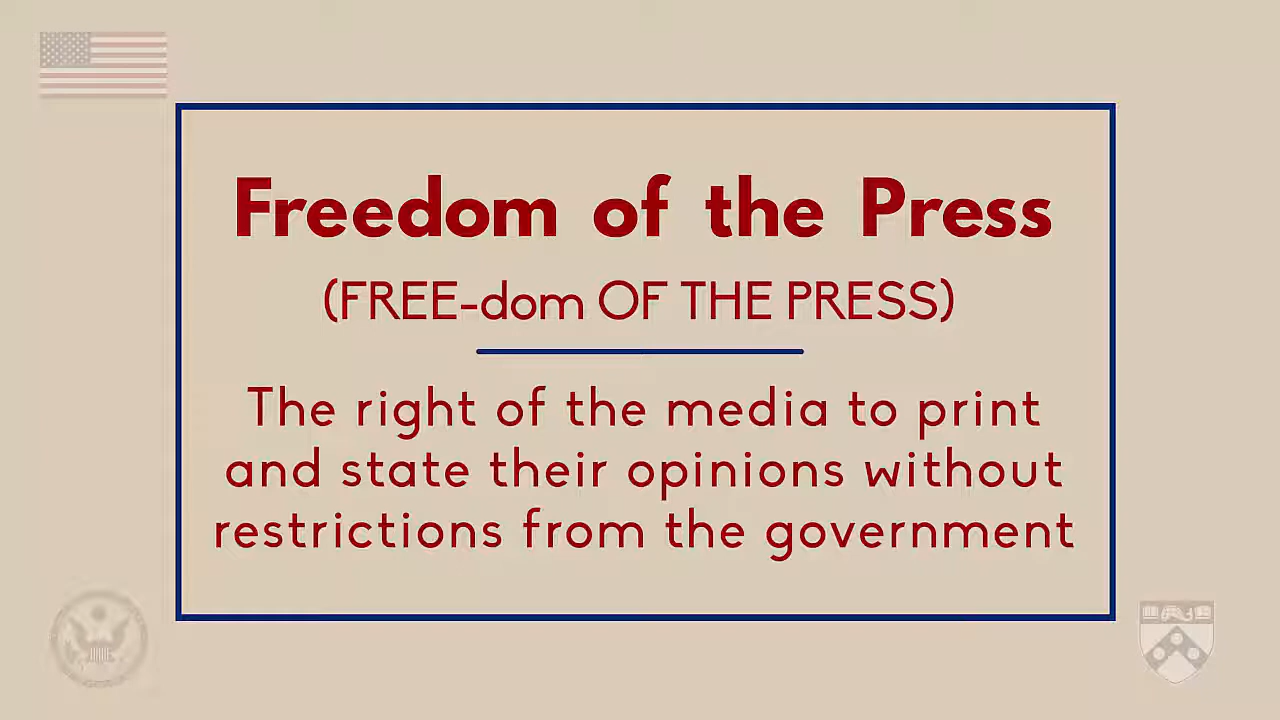 Freedom of the Press
(FREE-dom OF THE PRESS)
The right of the media to print
and state their opinions without
restrictions from the government